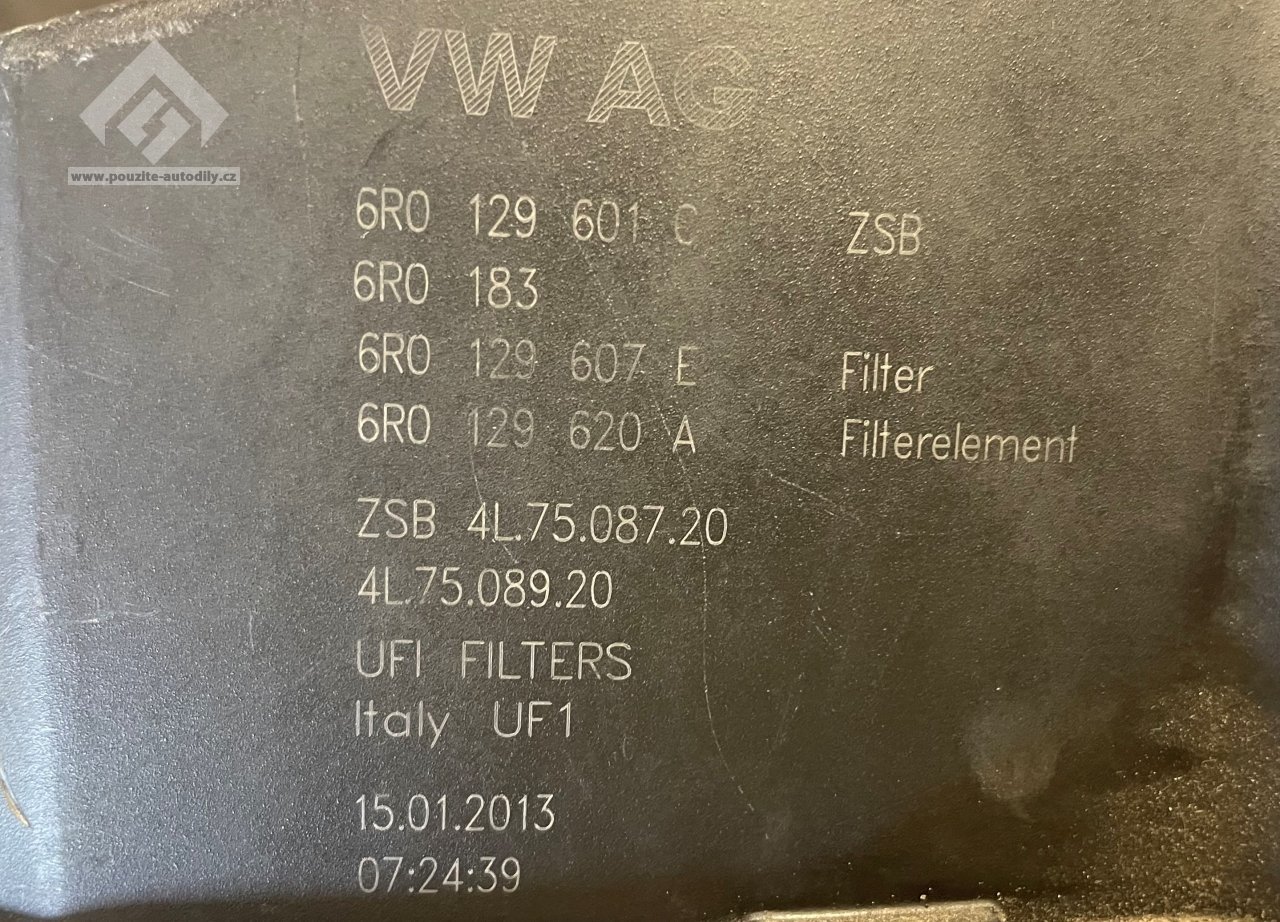 VW AG
www.pouzite-autodily.cz
6R0 129 601 C ZSB
6R0 183
6R0 129 607 E Filter
6R0 129 620 A Filterelement
ZSB 4L.75.087.20
4L.75.089.20
UFI FILTERS
Italy UF1
15.01.2013
07:24:39